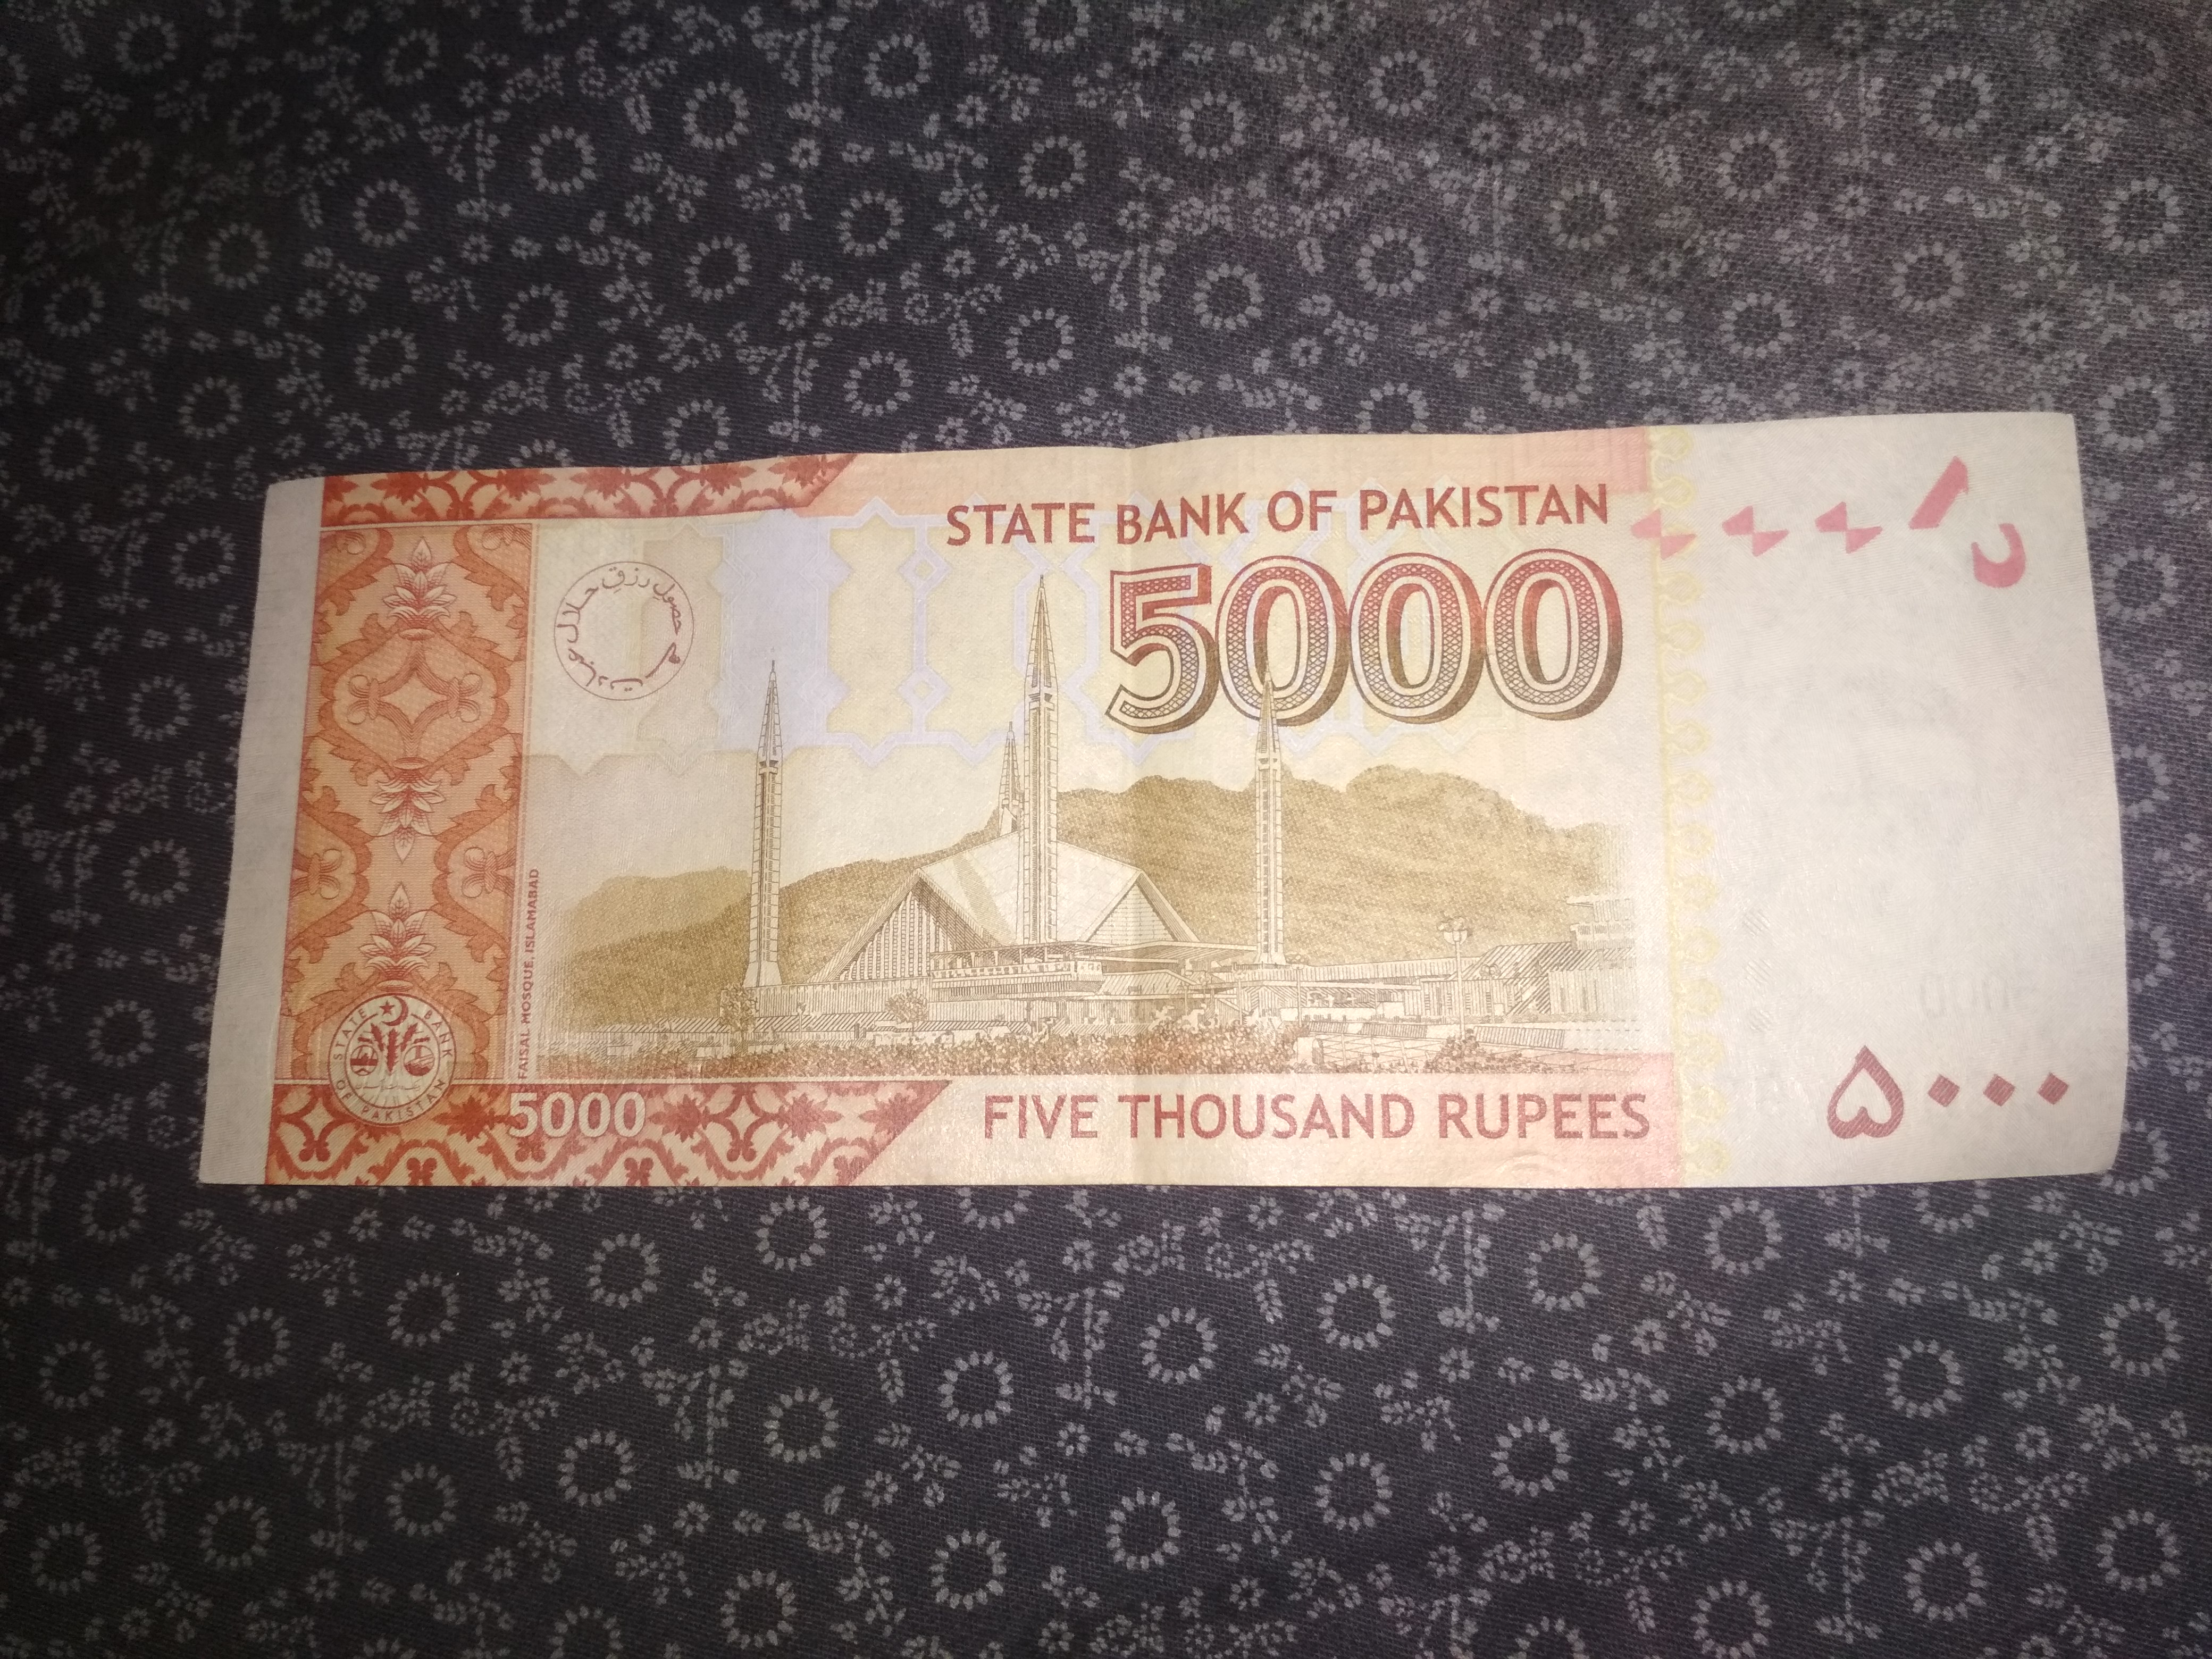 STATE BANK OF PAKISTAN
5000
حصول رزقِ حلال عبادت ہے
FAISAL MOSQUE, ISLAMABAD
STATE BANK OF PAKISTAN
5000
FIVE THOUSAND RUPEES
۵۰۰۰